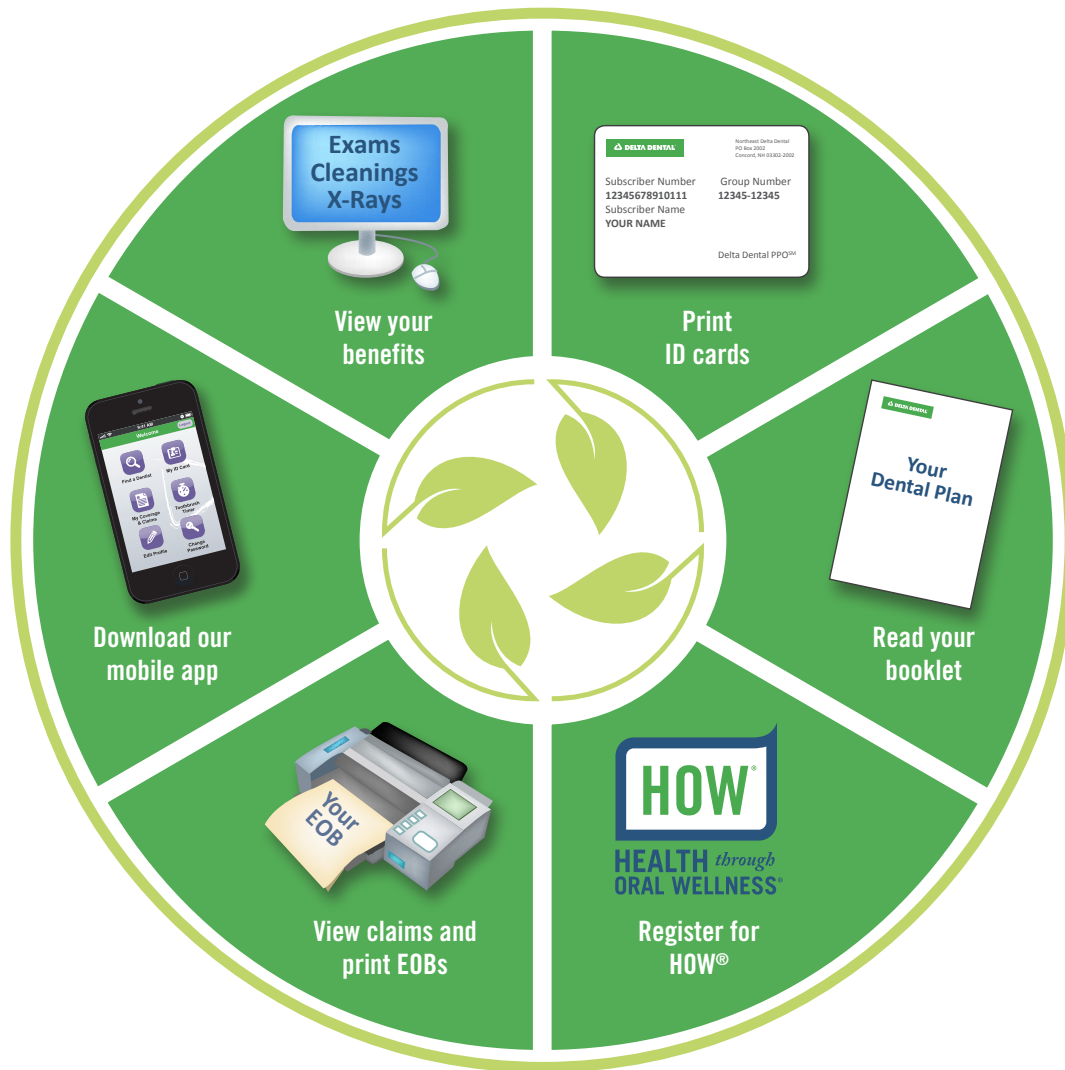 Exams
Cleanings
X-Rays
View your
benefits
DELTA DENTAL
Northeast Delta Dental
PO Box 2002
Concord, NH 03302-2002
Subscriber Number Group Number
12345678910111 12345-12345
Subscriber Name
YOUR NAME
Delta Dental PPO℠
Print
ID cards
9:41 AM
Welcome
Logout
Find a Dentist
My ID Card
My Coverage
& Claims
Toothbrush
Timer
Edit Profile
Change
Password
Download our
mobile app
DELTA DENTAL
Your
Dental Plan
Read your
booklet
Your
EOB
View claims and
print EOBs
HOW®
HEALTH through
ORAL WELLNESS®
Register for
HOW®